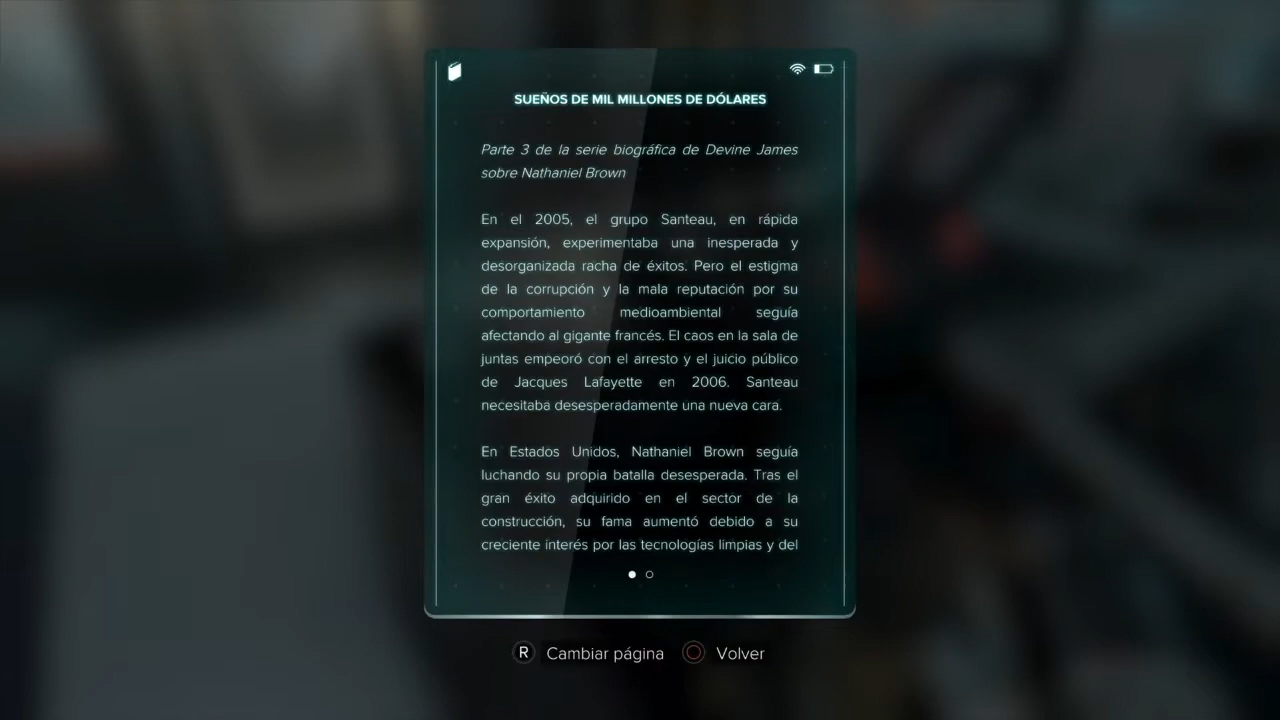 SUEÑOS DE MIL MILLONES DE DÓLARES
Parte 3 de la serie biográfica de Devine James
sobre Nathaniel Brown
En el 2005, el grupo Santeau, en rápida
expansión, experimentaba una inesperada y
desorganizada racha de éxitos. Pero el estigma
de la corrupción y la mala reputación por su
comportamiento medioambiental seguía
afectando al gigante francés. El caos en la sala de
juntas empeoró con el arresto y el juicio público
de Jacques Lafayette en 2006. Santeau
necesitaba desesperadamente una nueva cara.
En Estados Unidos, Nathaniel Brown seguía
luchando su propia batalla desesperada. Tras el
gran éxito adquirido en el sector de la
construcción, su fama aumentó debido a su
creciente interés por las tecnologías limpias y del
R Cambiar página Volver